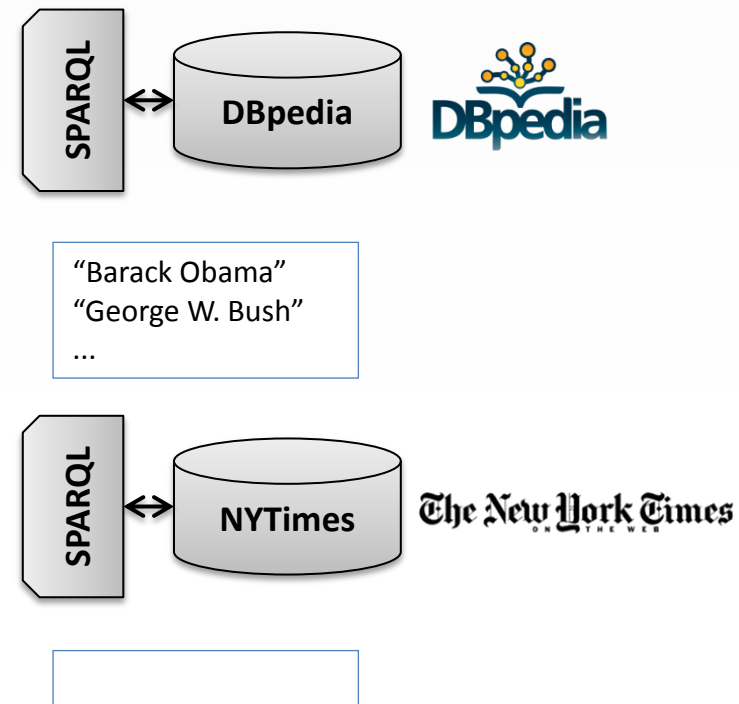 SPARQL
DBpedia
DBpedia
“Barack Obama”
“George W. Bush”
...
SPARQL
NYTimes
The New York Times
ON THE WEB